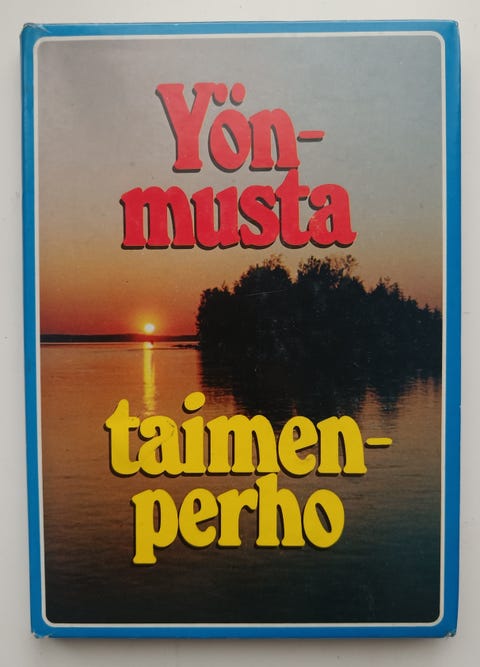 Yön-
musta
taimen-
perho